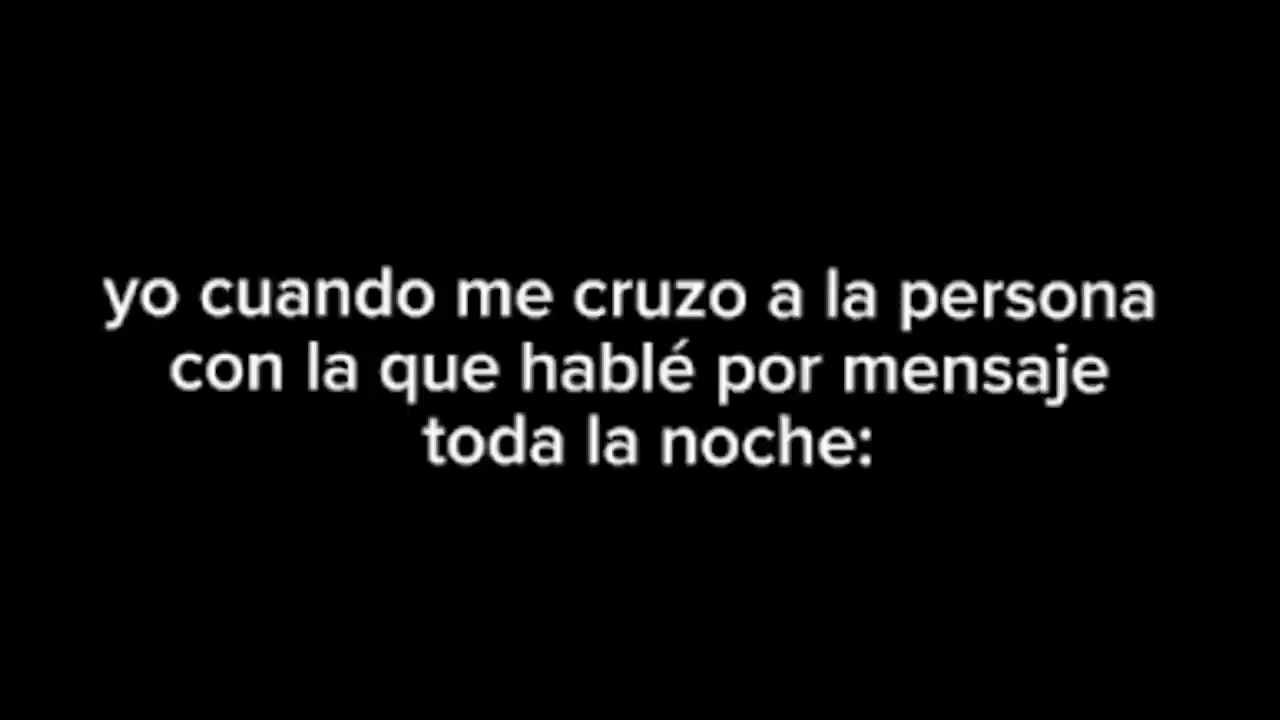 yo cuando me cruzo a la persona
con la que hablé por mensaje
toda la noche: